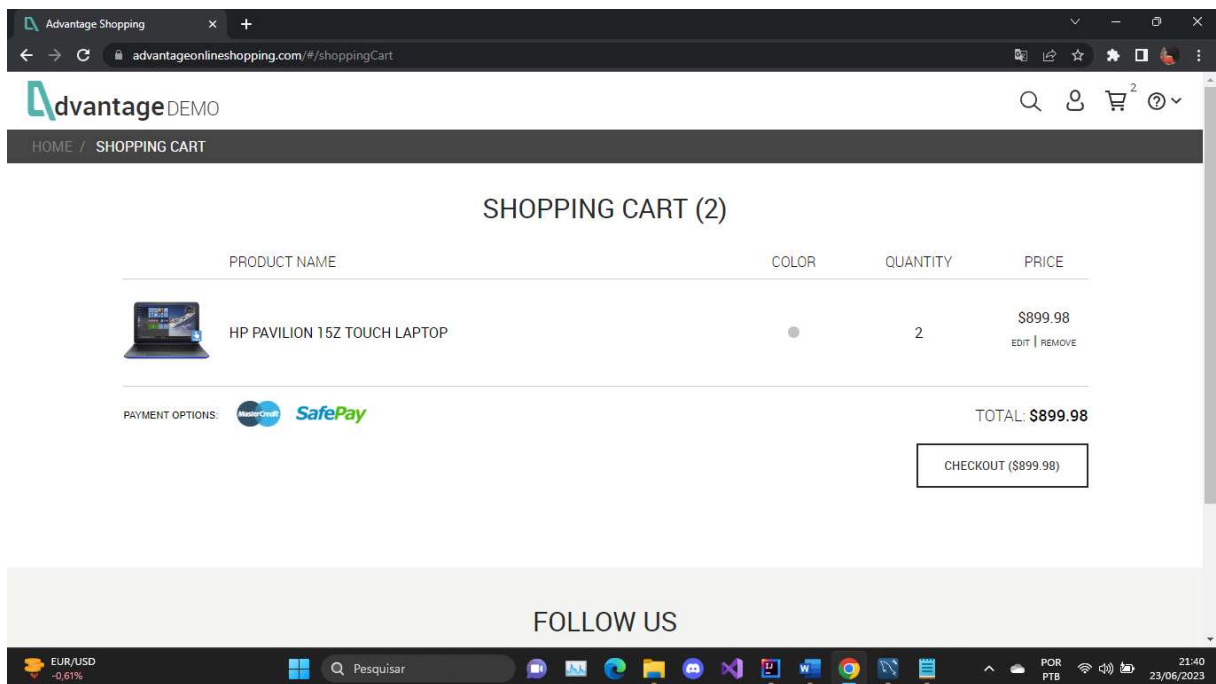 Advantage Shopping
advantageonlineshopping.com/#/shoppingCart
dvantage DEMO
2
HOME / SHOPPING CART
SHOPPING CART (2)
PRODUCT NAME COLOR QUANTITY PRICE
HP PAVILION 15Z TOUCH LAPTOP 2 $899.98
EDIT | REMOVE
PAYMENT OPTIONS: MasterCredit SafePay TOTAL: $899.98
CHECKOUT ($899.98)
FOLLOW US
EUR/USD
-0,61%
Pesquisar
POR
PTB
21:40
23/06/2023